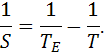 1/S = 1/T_E − 1/T.